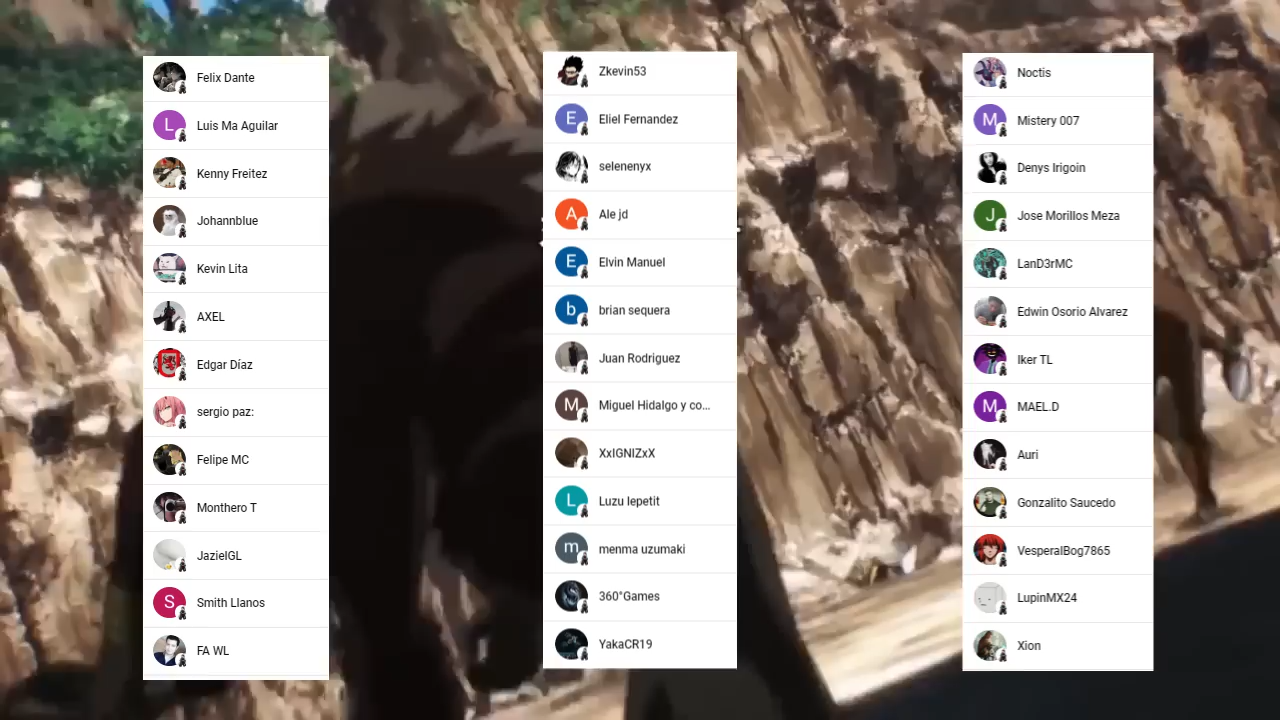 Felix Dante
L
Luis Ma Aguilar
Kenny Freitez
Johannblue
Kevin Lita
AXEL
Edgar Díaz
sergio paz:
Felipe MC
Monthero T
JazielGL
S
Smith Llanos
FA WL
Zkevin53
E
Eliel Fernandez
selenenyx
A
Ale jd
E
Elvin Manuel
b
brian sequera
Juan Rodriguez
M
Miguel Hidalgo y co...
XxIGNIZxX
L
Luzu lepetit
m
menma uzumaki
360°Games
YakaCR19
Noctis
M
Mistery 007
Denys Irigoin
J
Jose Morillos Meza
LanD3rMC
Edwin Osorio Alvarez
Iker TL
M
MAEL.D
Auri
Gonzalito Saucedo
VesperalBog7865
LupinMX24
Xion